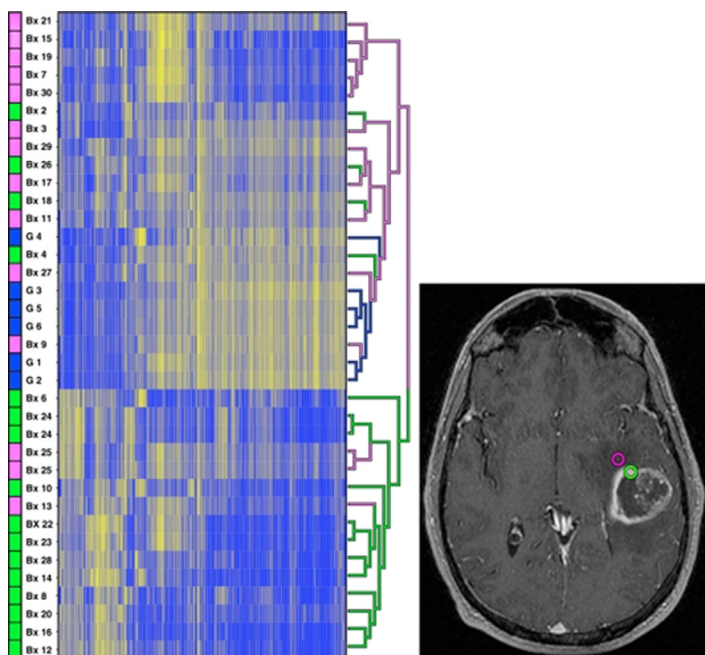 Bx 21
Bx 15
Bx 19
Bx 7
Bx 30
Bx 2
Bx 3
Bx 29
Bx 26
Bx 17
Bx 18
Bx 11
G 4
Bx 4
Bx 27
G 3
G 5
G 6
Bx 9
G 1
G 2
Bx 6
Bx 24
Bx 24
Bx 25
Bx 25
Bx 10
Bx 13
BX 22
Bx 23
Bx 28
Bx 14
Bx 8
Bx 20
Bx 16
Bx 12